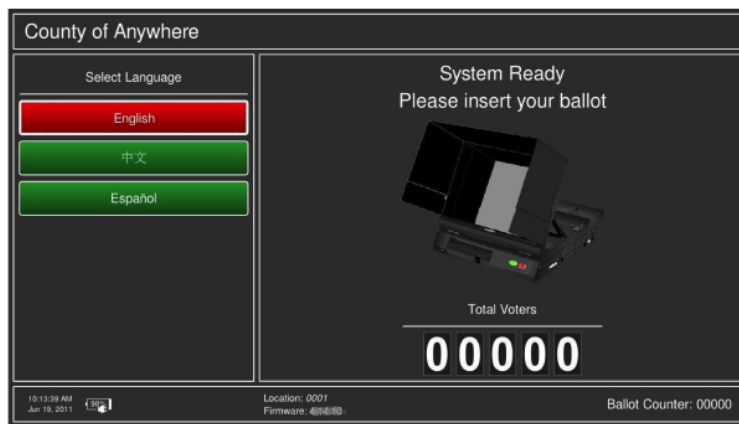 County of Anywhere
Select Language
English
中文
Español
System Ready
Please insert your ballot
Total Voters
00000
10:13:39 AM
Jun 19, 2011
98%
Location: 0001
Firmware:
Ballot Counter: 00000